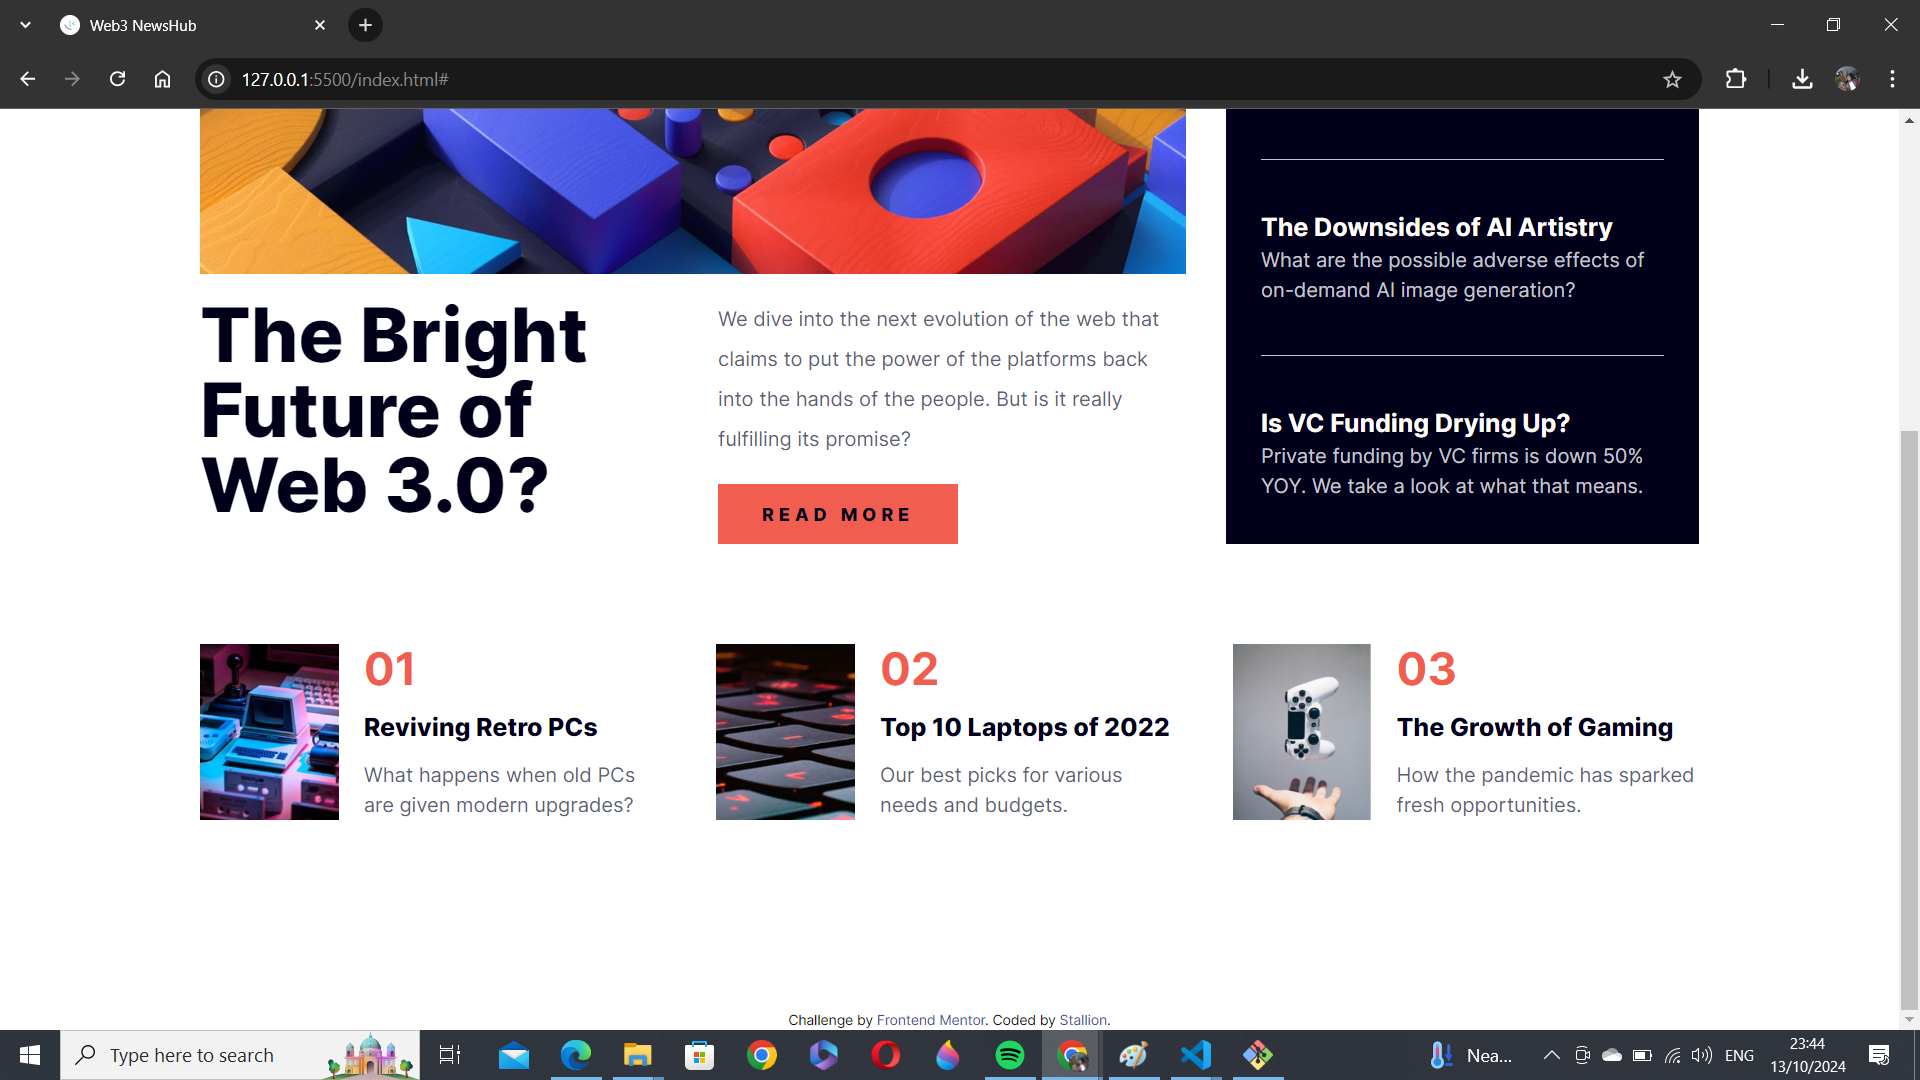 Web3 NewsHub
127.0.0.1:5500/index.html#
The Downsides of AI Artistry
What are the possible adverse effects of
on-demand AI image generation?
The Bright
Future of
Web 3.0?
We dive into the next evolution of the web that
claims to put the power of the platforms back
into the hands of the people. But is it really
fulfilling its promise?
READ MORE
Is VC Funding Drying Up?
Private funding by VC firms is down 50%
YOY. We take a look at what that means.
01
Reviving Retro PCs
What happens when old PCs
are given modern upgrades?
02
Top 10 Laptops of 2022
Our best picks for various
needs and budgets.
03
The Growth of Gaming
How the pandemic has sparked
fresh opportunities.
Challenge by Frontend Mentor. Coded by Stallion.
Type here to search
Nea...
ENG
23:44
13/10/2024